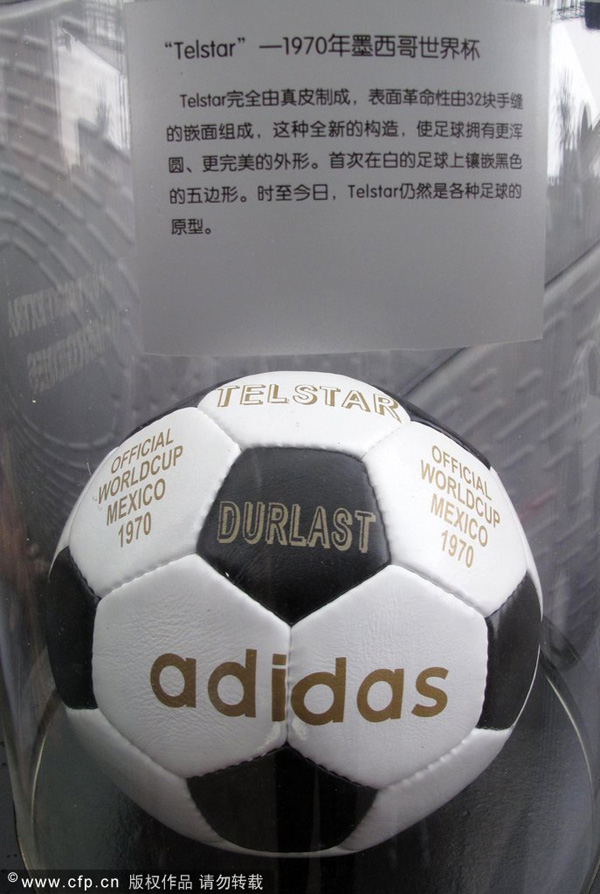 “Telstar” —1970年墨西哥世界杯
Telstar完全由真皮制成，表面革命性由32块手缝
的嵌面组成，这种全新的构造，使足球拥有更浑
圆、更完美的外形。首次在白的足球上镶嵌黑色
的五边形。时至今日，Telstar仍然是各种足球的
原型。
TELSTAR
OFFICIAL
WORLDCUP
MEXICO
1970
DURLAST
OFFICIAL
WORLDCUP
MEXICO
1970
adidas
©www.cfp.cn 版权作品 请勿转载